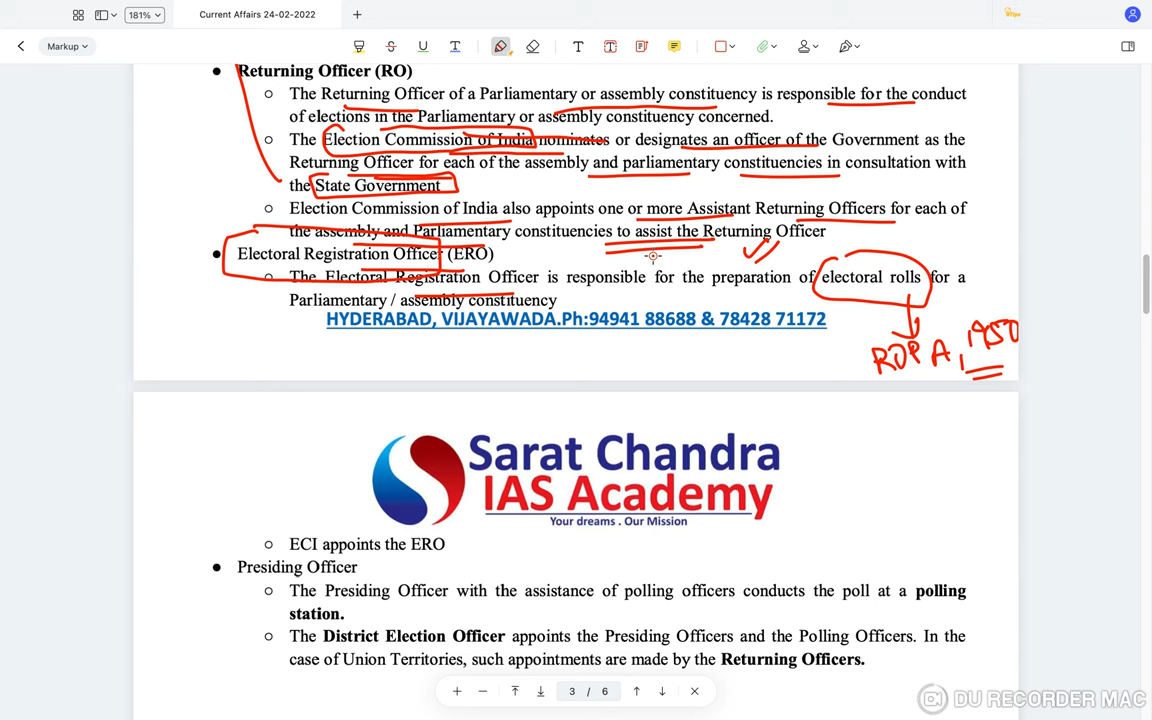 181%
Current Affairs 24-02-2022
Markup
Returning Officer (RO)
The Returning Officer of a Parliamentary or assembly constituency is responsible for the conduct
of elections in the Parliamentary or assembly constituency concerned.
The Election Commission of India nominates or designates an officer of the Government as the
Returning Officer for each of the assembly and parliamentary constituencies in consultation with
the State Government
Election Commission of India also appoints one or more Assistant Returning Officers for each of
the assembly and Parliamentary constituencies to assist the Returning Officer
Electoral Registration Officer (ERO)
The Electoral Registration Officer is responsible for the preparation of electoral rolls for a
Parliamentary / assembly constituency
HYDERABAD, VIJAYAWADA.Ph:94941 88688 & 78428 71172
ROPA, 1950
Sarat Chandra
IAS Academy
Your dreams . Our Mission
ECI appoints the ERO
Presiding Officer
The Presiding Officer with the assistance of polling officers conducts the poll at a polling
station.
The District Election Officer appoints the Presiding Officers and the Polling Officers. In the
case of Union Territories, such appointments are made by the Returning Officers.
3 / 6
DU RECORDER MAC